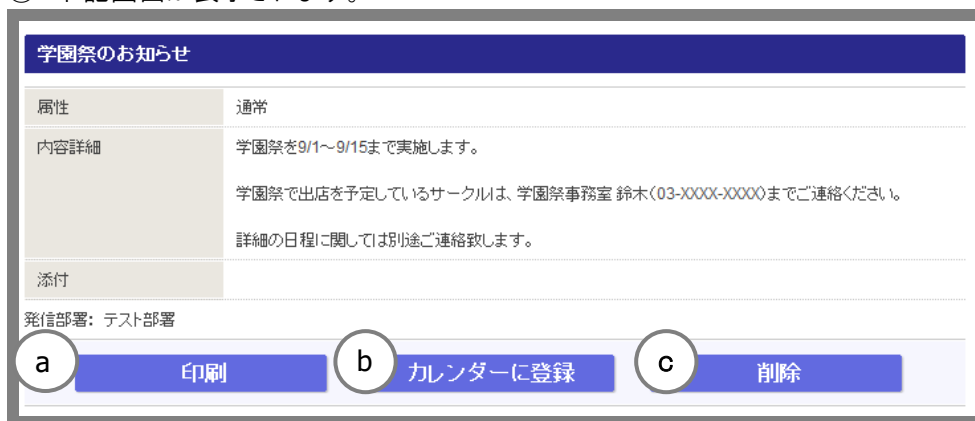 学園祭のお知らせ
属性 通常
内容詳細 学園祭を9/1～9/15まで実施します。
学園祭で出店を予定しているサークルは、学園祭事務室 鈴木（03-XXXX-XXXX）までご連絡ください。
詳細の日程に関しては別途ご連絡致します。
添付
発信部署： テスト部署
a 印刷 b カレンダーに登録 c 削除